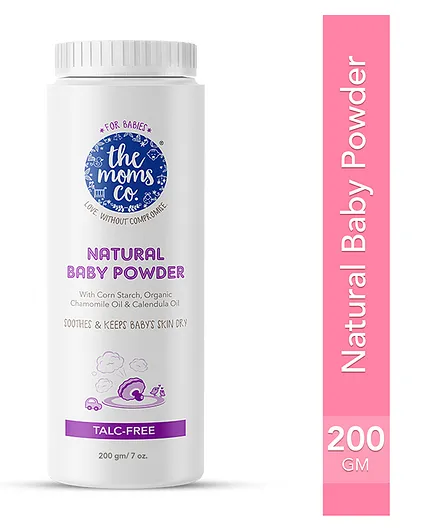 ★ FOR BABIES ★
the
moms
co.
®
LOVE WITHOUT COMPROMISE
NATURAL
BABY POWDER
With Corn Starch, Organic
Chamomile Oil & Calendula Oil
SOOTHES & KEEPS BABY'S SKIN DRY
TALC-FREE
200 gm/ 7 oz.
Natural Baby Powder
200
GM